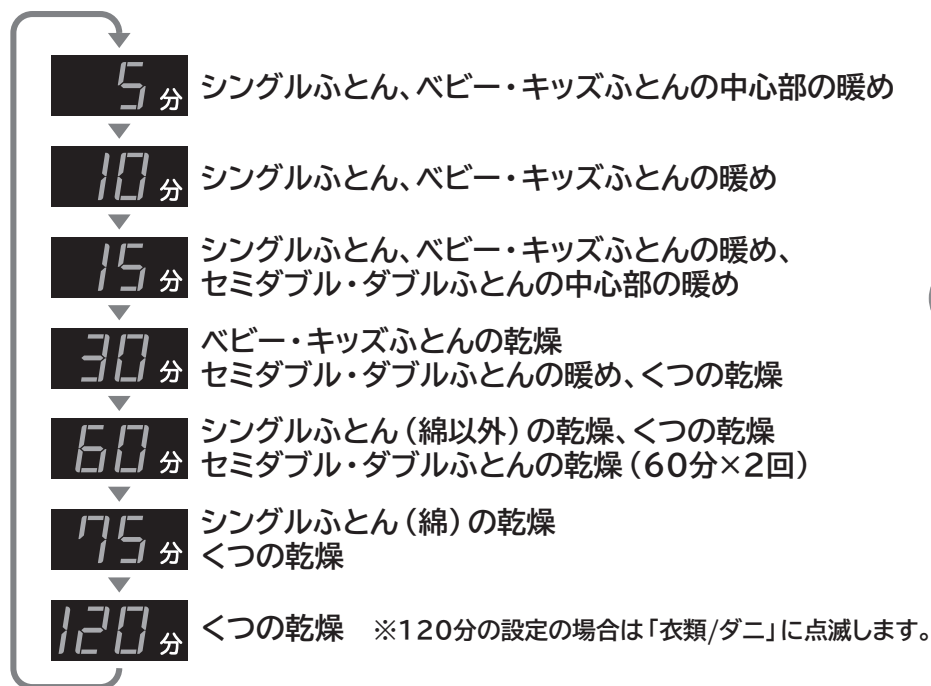 5分 シングルふとん、ベビー・キッズふとんの中心部の暖め
10分 シングルふとん、ベビー・キッズふとんの暖め
15分 シングルふとん、ベビー・キッズふとんの暖め、
セミダブル・ダブルふとんの中心部の暖め
30分 ベビー・キッズふとんの乾燥
セミダブル・ダブルふとんの暖め、くつの乾燥
60分 シングルふとん(綿以外)の乾燥、くつの乾燥
セミダブル・ダブルふとんの乾燥(60分×2回)
75分 シングルふとん(綿)の乾燥
くつの乾燥
120分 くつの乾燥 ※120分の設定の場合は「衣類/ダニ」に点滅します。